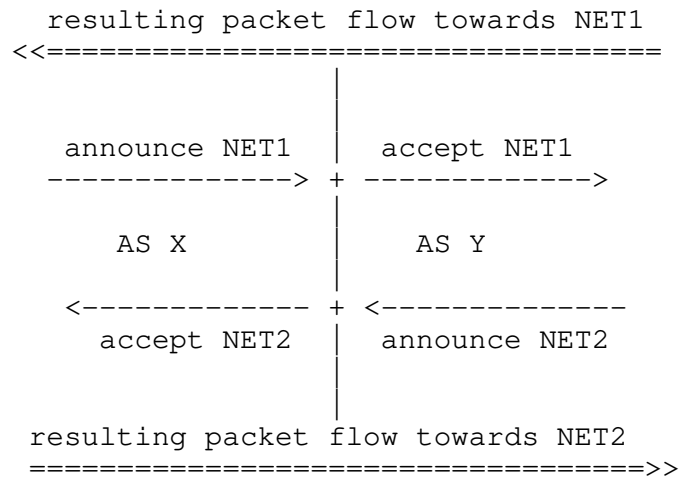 resulting packet flow towards NET1
<<===================================
|
|
announce NET1 | accept NET1
--------------> + ------------->
|
AS X | AS Y
|
<------------- + <--------------
accept NET2 | announce NET2
|
|
resulting packet flow towards NET2
===================================>>